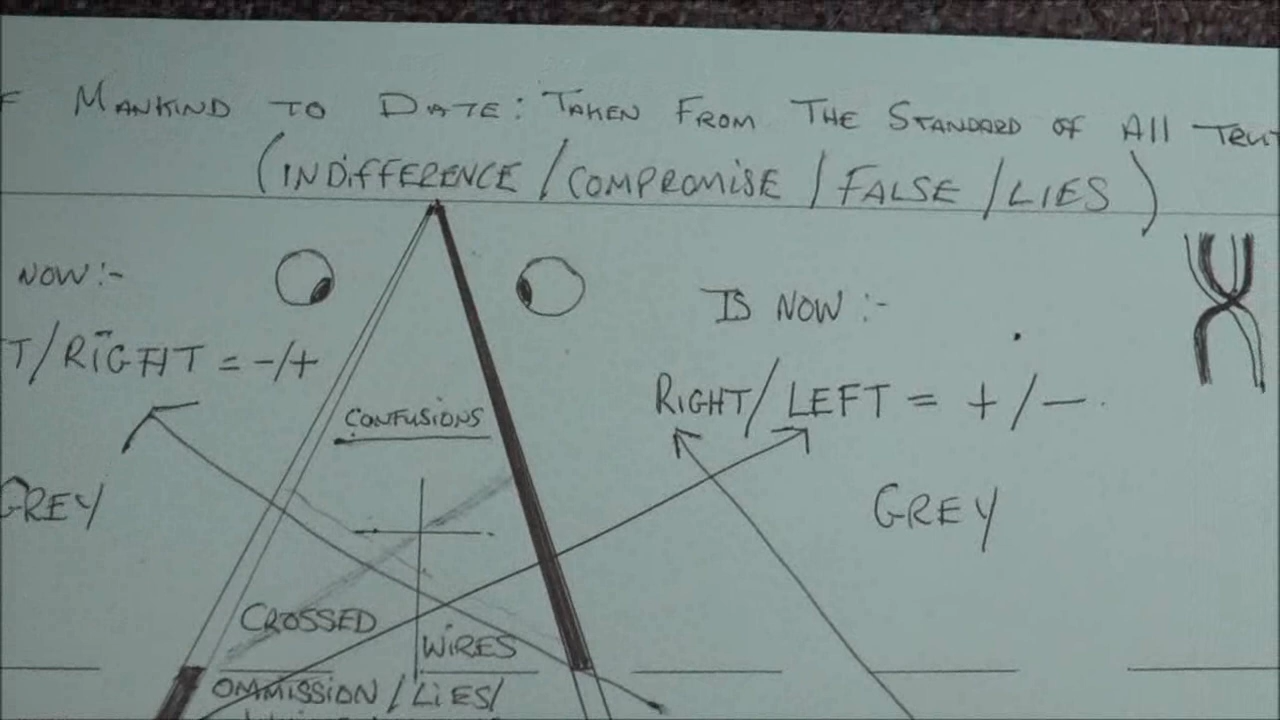 F MANKIND TO DATE: TAKEN FROM THE STANDARD OF All TRUT
(INDIFFERENCE / COMPROMISE / FALSE / LIES)
NOW :-
IS NOW :-
T/RIGHT = -/+
RIGHT/LEFT = +/-
CONFUSIONS
GREY
GREY
CROSSED
WIRES
OMMISSION / LIES/